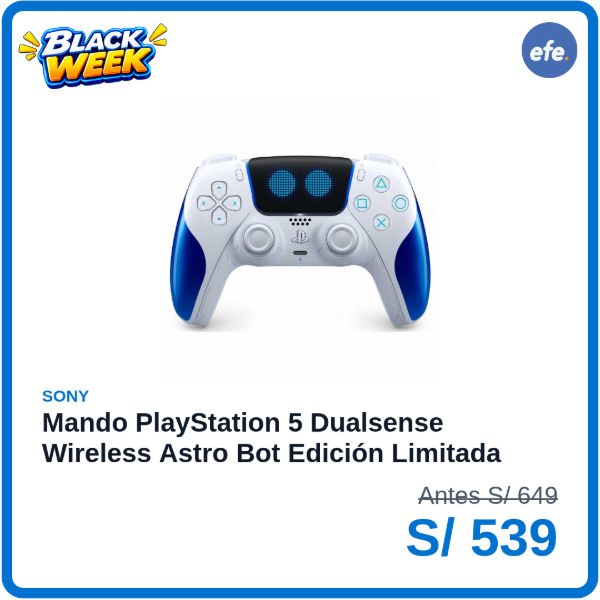 BLACK
WEEK
efe.
SONY
Mando PlayStation 5 Dualsense
Wireless Astro Bot Edición Limitada
Antes S/ 649
S/ 539